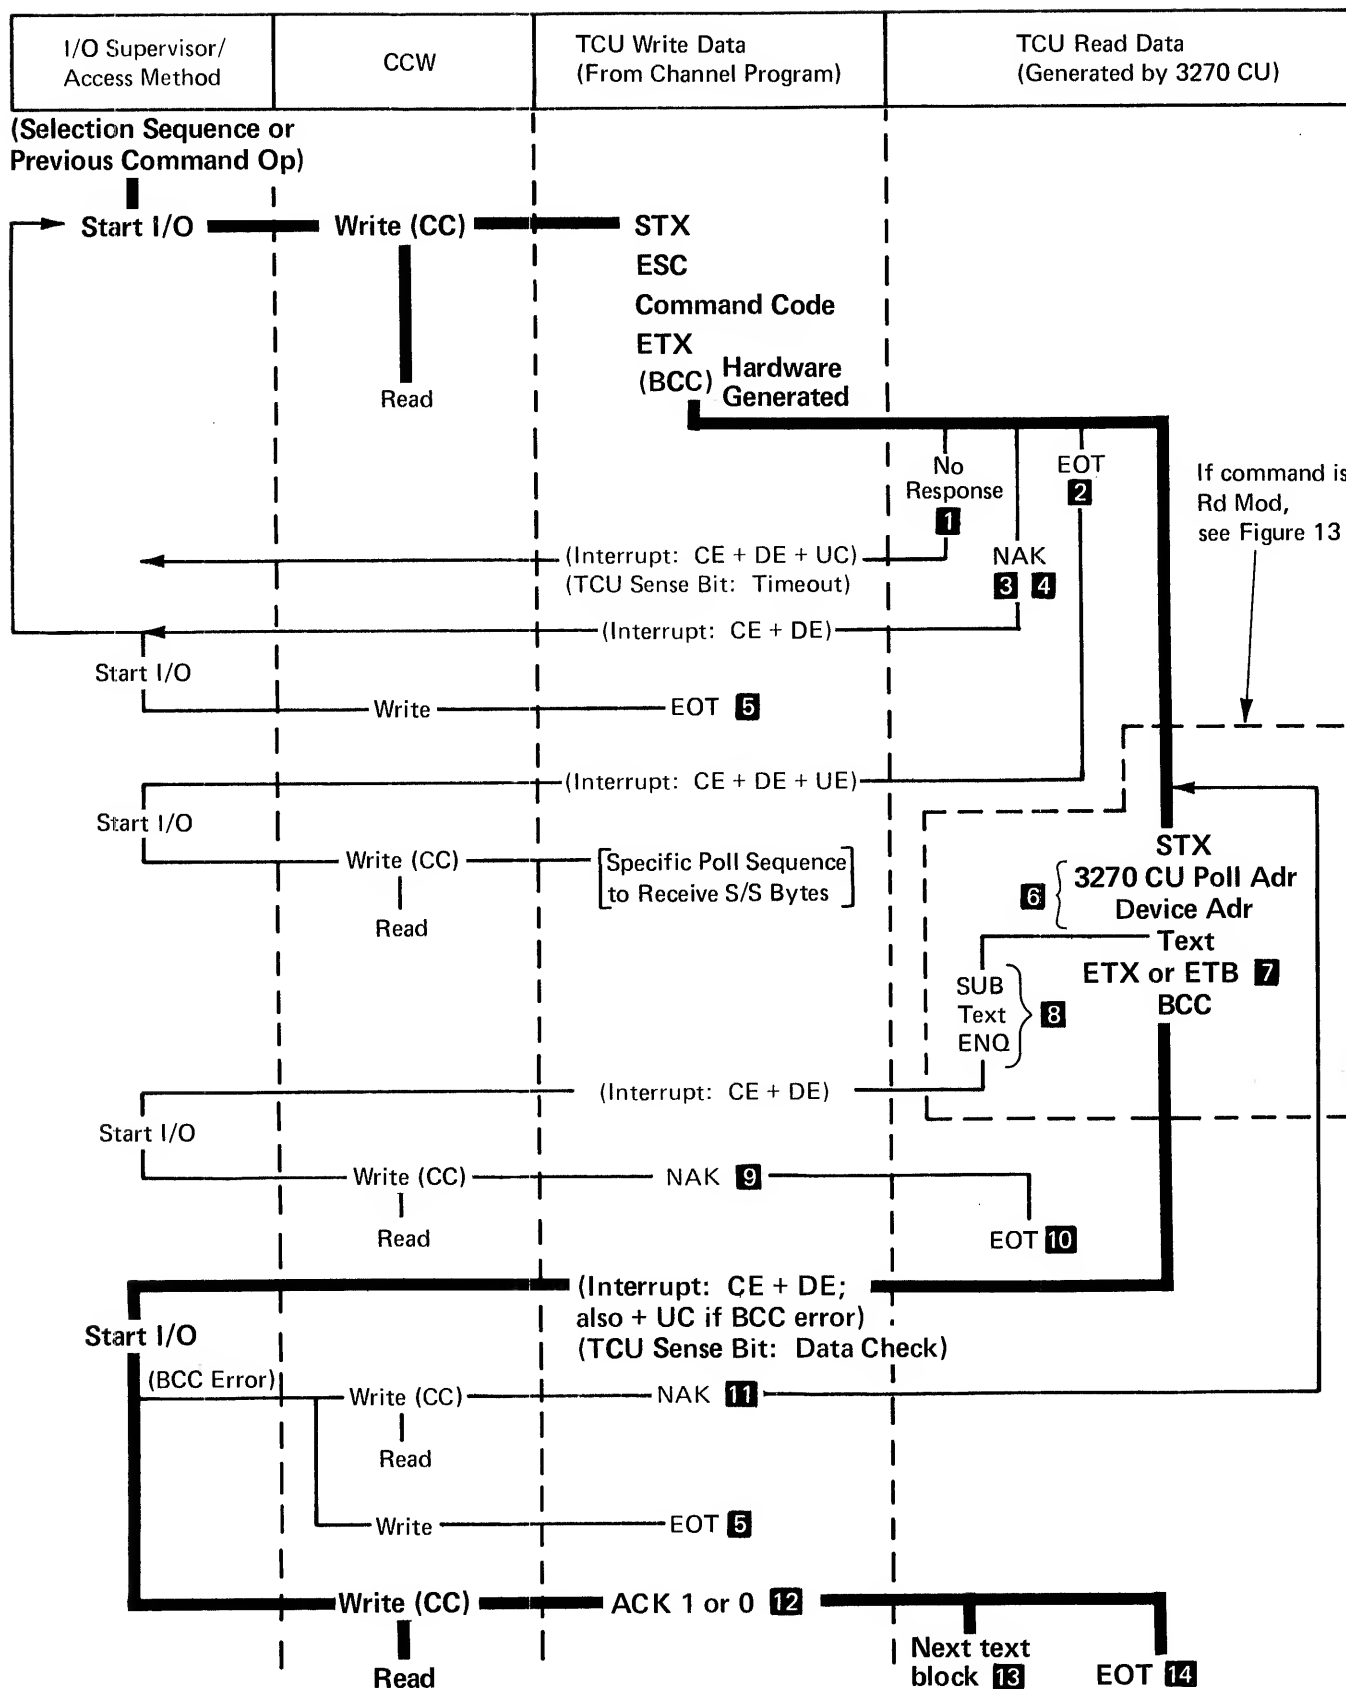 I/O Supervisor/
Access Method
CCW
TCU Write Data
(From Channel Program)
TCU Read Data
(Generated by 3270 CU)
(Selection Sequence or
Previous Command Op)
Start I/O
Write (CC)
STX
ESC
Command Code
ETX
(BCC) Hardware
Generated
Read
No
Response
1
EOT
2
If command is
Rd Mod,
see Figure 13
(Interrupt: CE + DE + UC)
(TCU Sense Bit: Timeout)
NAK
3 4
(Interrupt: CE + DE)
Start I/O
Write
EOT 5
(Interrupt: CE + DE + UE)
Start I/O
Write (CC)
Specific Poll Sequence
to Receive S/S Bytes
Read
STX
6
3270 CU Poll Adr
Device Adr
Text
ETX or ETB 7
BCC
SUB
Text
ENQ
8
(Interrupt: CE + DE)
Start I/O
Write (CC)
NAK 9
Read
EOT 10
(Interrupt: CE + DE;
also + UC if BCC error)
(TCU Sense Bit: Data Check)
Start I/O
(BCC Error)
Write (CC)
NAK 11
Read
Write
EOT 5
Write (CC)
ACK 1 or 0 12
Read
Next text
block 13
EOT 14